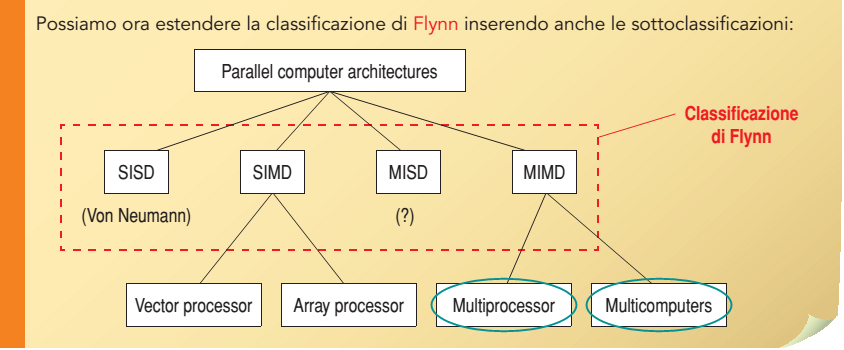 Possiamo ora estendere la classificazione di Flynn inserendo anche le sottoclassificazioni:
Parallel computer architectures
Classificazione
di Flynn
SISD
SIMD
MISD
MIMD
(Von Neumann)
(?)
Vector processor
Array processor
Multiprocessor
Multicomputers